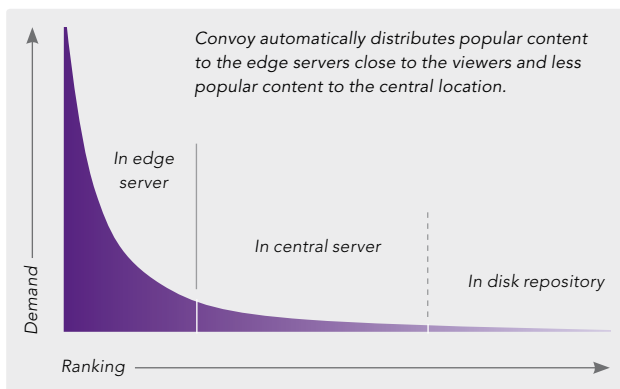 Convoy automatically distributes popular content
to the edge servers close to the viewers and less
popular content to the central location.
In edge
server
In central server
In disk repository
Demand
Ranking